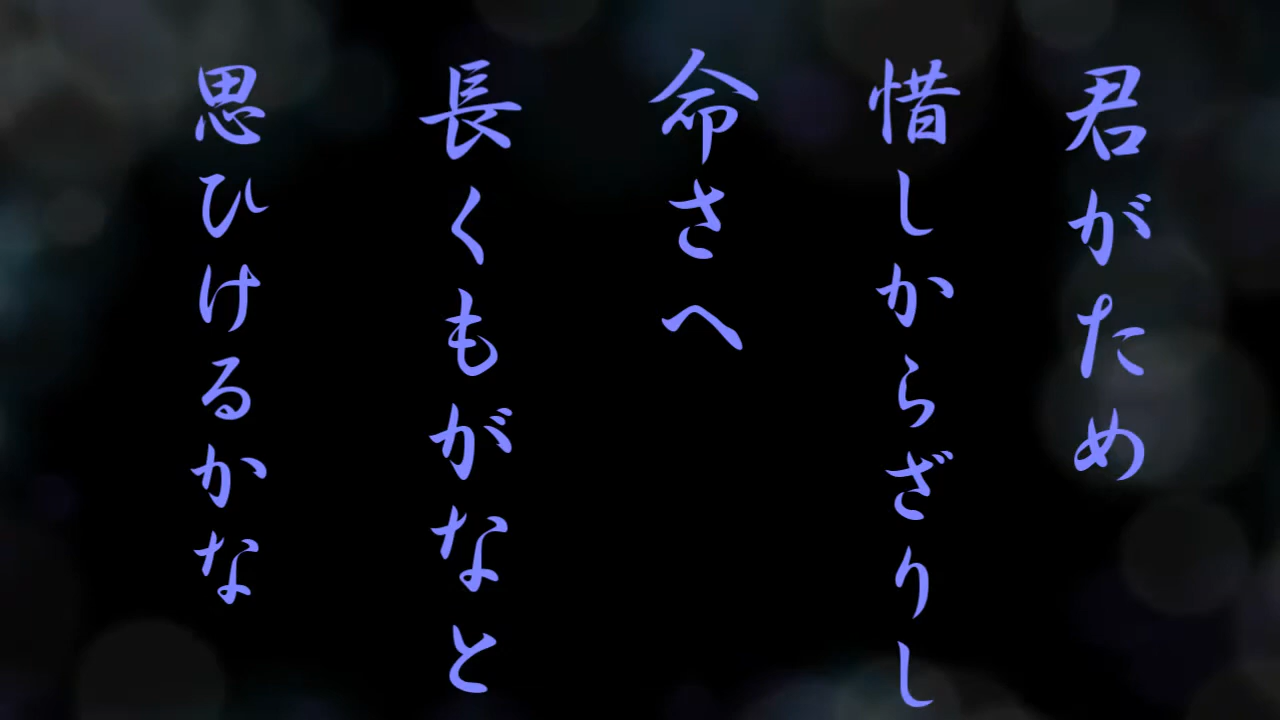 君がため
惜しからざりし
命さへ
長くもがなと
思ひけるかな